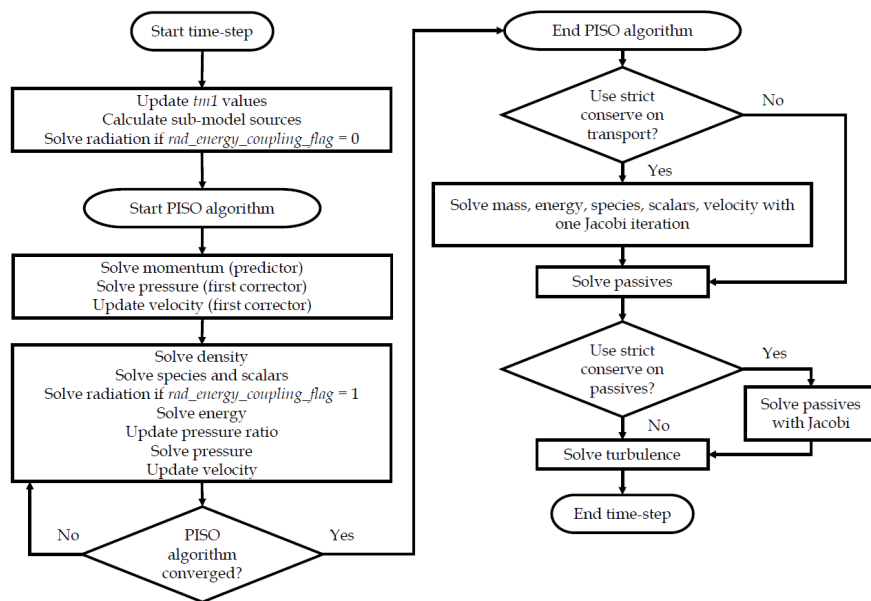 Start time-step
Update tm1 values
Calculate sub-model sources
Solve radiation if rad_energy_coupling_flag = 0
Start PISO algorithm
Solve momentum (predictor)
Solve pressure (first corrector)
Update velocity (first corrector)
Solve density
Solve species and scalars
Solve radiation if rad_energy_coupling_flag = 1
Solve energy
Update pressure ratio
Solve pressure
Update velocity
No
PISO
algorithm
converged?
Yes
End PISO algorithm
Use strict
conserve on
transport?
No
Yes
Solve mass, energy, species, scalars, velocity with
one Jacobi iteration
Solve passives
Use strict
conserve on
passives?
Yes
Solve passives
with Jacobi
No
Solve turbulence
End time-step